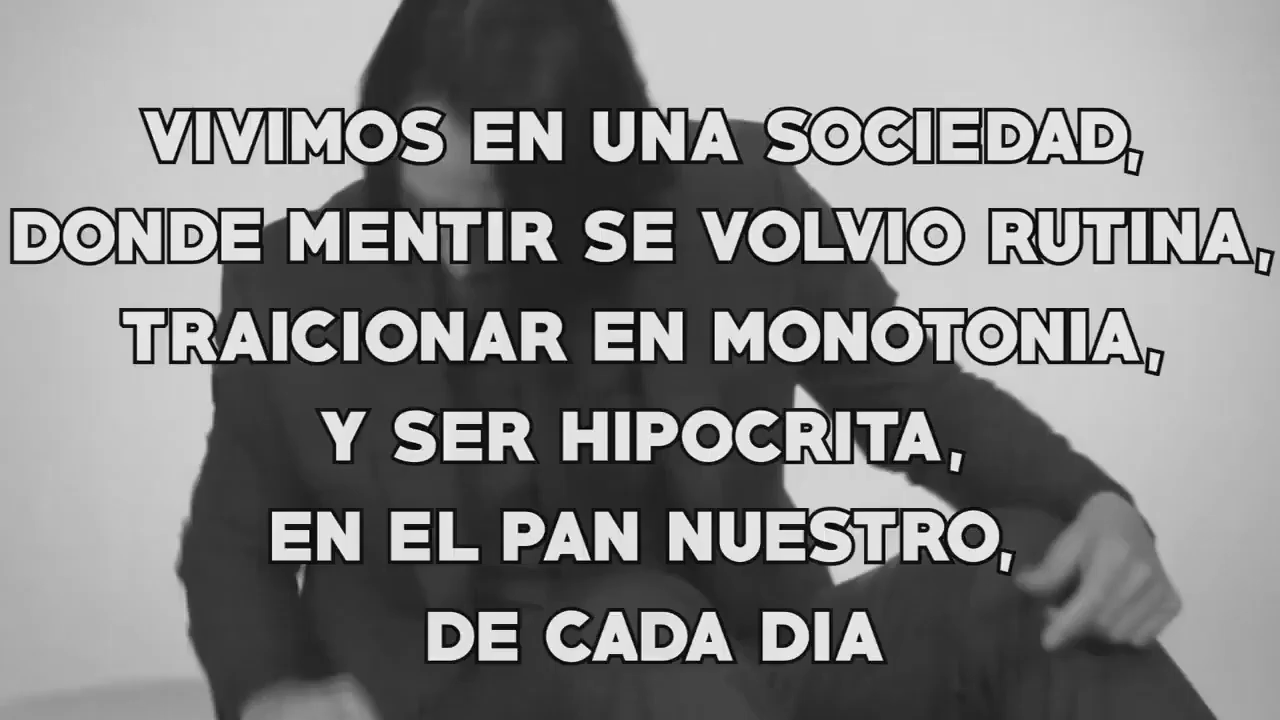 VIVIMOS EN UNA SOCIEDAD,
DONDE MENTIR SE VOLVIO RUTINA,
TRAICIONAR EN MONOTONIA,
Y SER HIPOCRITA,
EN EL PAN NUESTRO,
DE CADA DIA